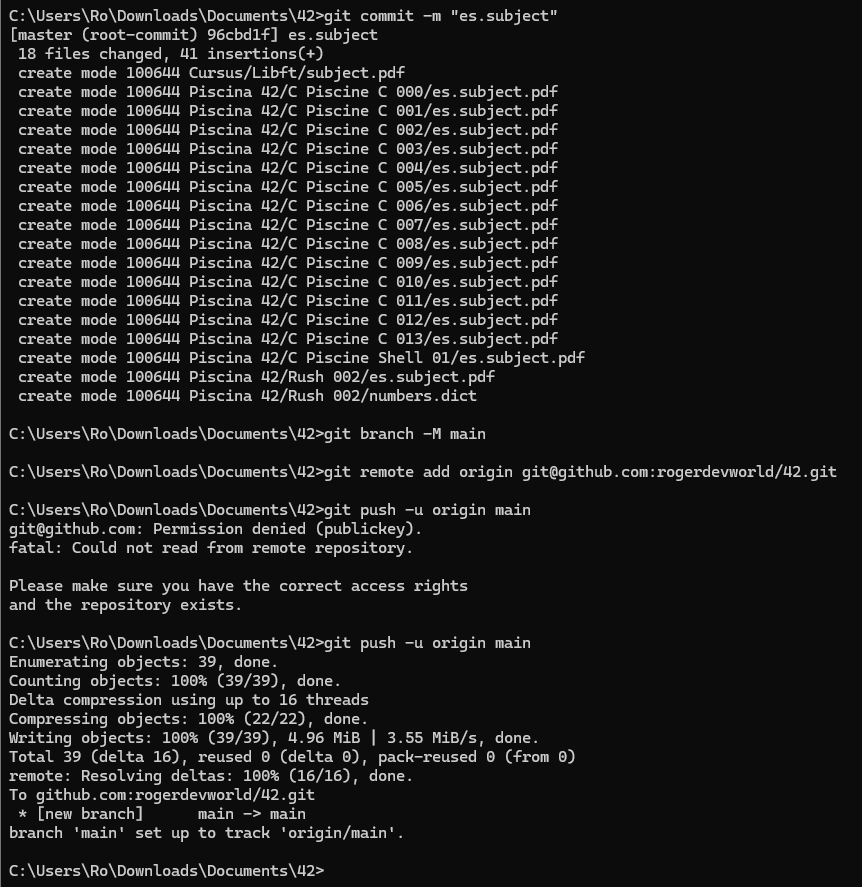 C:\Users\Ro\Downloads\Documents\42>git commit -m "es.subject"
[master (root-commit) 96cbd1f] es.subject
 18 files changed, 41 insertions(+)
 create mode 100644 Cursus/Libft/subject.pdf
 create mode 100644 Piscina 42/C Piscine C 000/es.subject.pdf
 create mode 100644 Piscina 42/C Piscine C 001/es.subject.pdf
 create mode 100644 Piscina 42/C Piscine C 002/es.subject.pdf
 create mode 100644 Piscina 42/C Piscine C 003/es.subject.pdf
 create mode 100644 Piscina 42/C Piscine C 004/es.subject.pdf
 create mode 100644 Piscina 42/C Piscine C 005/es.subject.pdf
 create mode 100644 Piscina 42/C Piscine C 006/es.subject.pdf
 create mode 100644 Piscina 42/C Piscine C 007/es.subject.pdf
 create mode 100644 Piscina 42/C Piscine C 008/es.subject.pdf
 create mode 100644 Piscina 42/C Piscine C 009/es.subject.pdf
 create mode 100644 Piscina 42/C Piscine C 010/es.subject.pdf
 create mode 100644 Piscina 42/C Piscine C 011/es.subject.pdf
 create mode 100644 Piscina 42/C Piscine C 012/es.subject.pdf
 create mode 100644 Piscina 42/C Piscine C 013/es.subject.pdf
 create mode 100644 Piscina 42/C Piscine Shell 01/es.subject.pdf
 create mode 100644 Piscina 42/Rush 002/es.subject.pdf
 create mode 100644 Piscina 42/Rush 002/numbers.dict

C:\Users\Ro\Downloads\Documents\42>git branch -M main

C:\Users\Ro\Downloads\Documents\42>git remote add origin git@github.com:rogerdevworld/42.git

C:\Users\Ro\Downloads\Documents\42>git push -u origin main
git@github.com: Permission denied (publickey).
fatal: Could not read from remote repository.

Please make sure you have the correct access rights
and the repository exists.

C:\Users\Ro\Downloads\Documents\42>git push -u origin main
Enumerating objects: 39, done.
Counting objects: 100% (39/39), done.
Delta compression using up to 16 threads
Compressing objects: 100% (22/22), done.
Writing objects: 100% (39/39), 4.96 MiB | 3.55 MiB/s, done.
Total 39 (delta 16), reused 0 (delta 0), pack-reused 0 (from 0)
remote: Resolving deltas: 100% (16/16), done.
To github.com:rogerdevworld/42.git
 * [new branch]      main -> main
branch 'main' set up to track 'origin/main'.

C:\Users\Ro\Downloads\Documents\42>